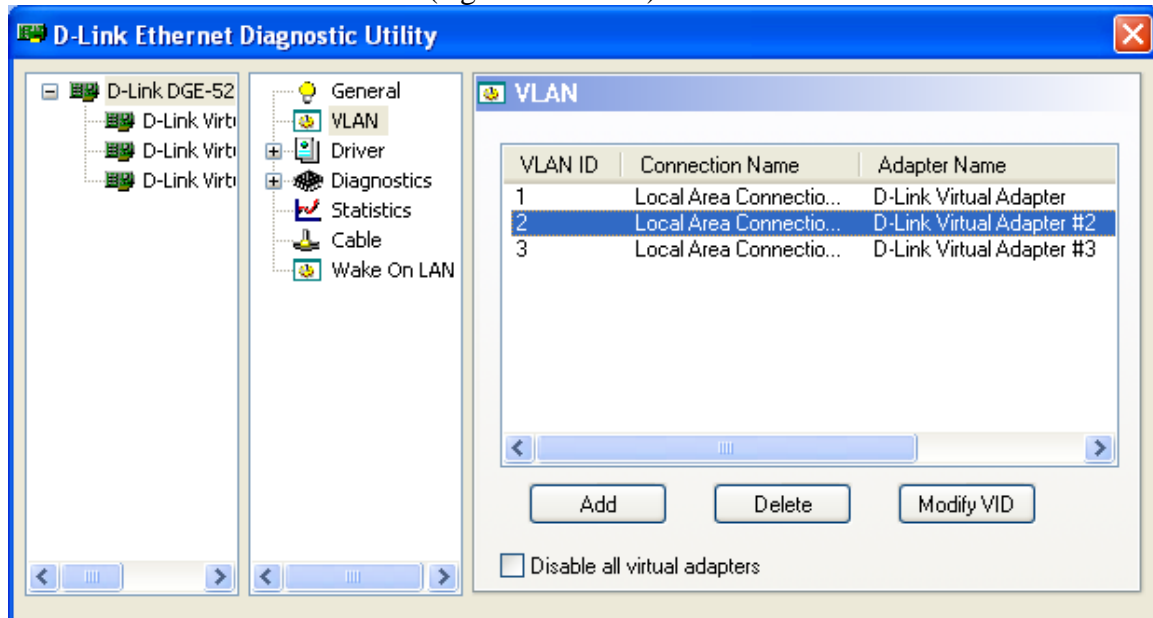 D-Link Ethernet Diagnostic Utility
D-Link DGE-52
D-Link Virt
D-Link Virt
D-Link Virt
General
VLAN
Driver
Diagnostics
Statistics
Cable
Wake On LAN
VLAN
VLAN ID Connection Name Adapter Name
1 Local Area Connectio... D-Link Virtual Adapter
2 Local Area Connectio... D-Link Virtual Adapter #2
3 Local Area Connectio... D-Link Virtual Adapter #3
Add Delete Modify VID
Disable all virtual adapters